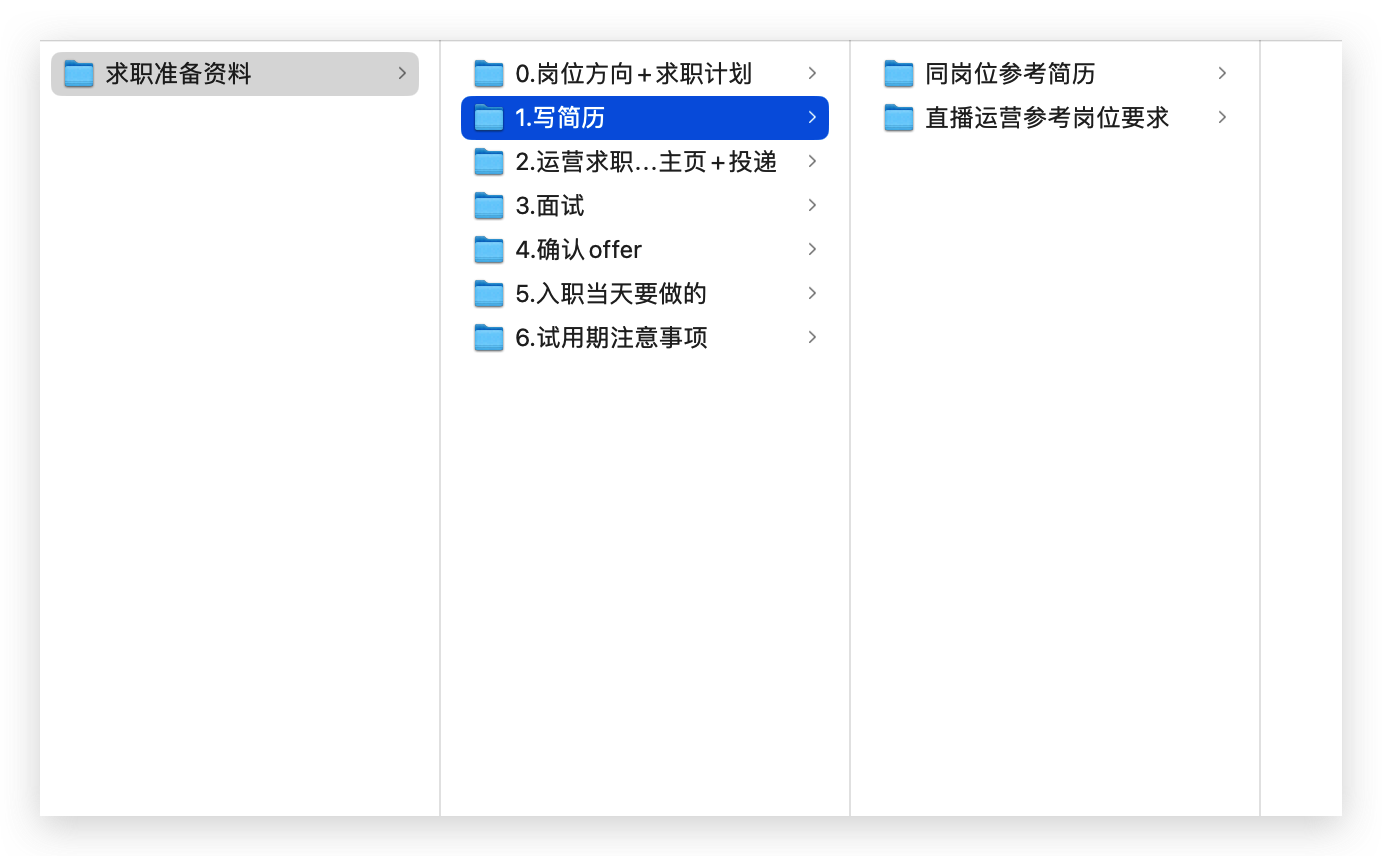 求职准备资料
0.岗位方向+求职计划
1.写简历
2.运营求职...主页+投递
3.面试
4.确认offer
5.入职当天要做的
6.试用期注意事项
同岗位参考简历
直播运营参考岗位要求